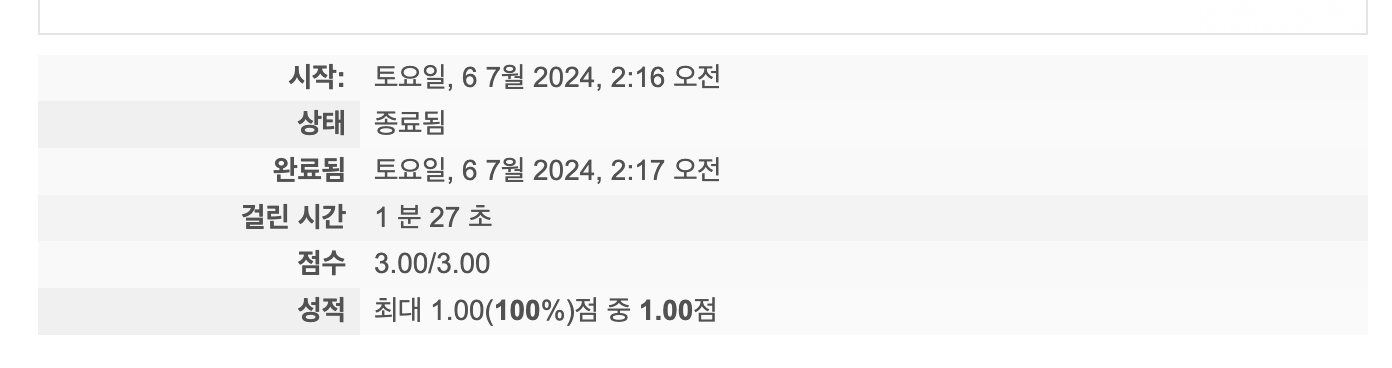 시작: 토요일, 6 7월 2024, 2:16 오전
상태 종료됨
완료됨 토요일, 6 7월 2024, 2:17 오전
걸린 시간 1 분 27 초
점수 3.00/3.00
성적 최대 1.00(100%)점 중 1.00점